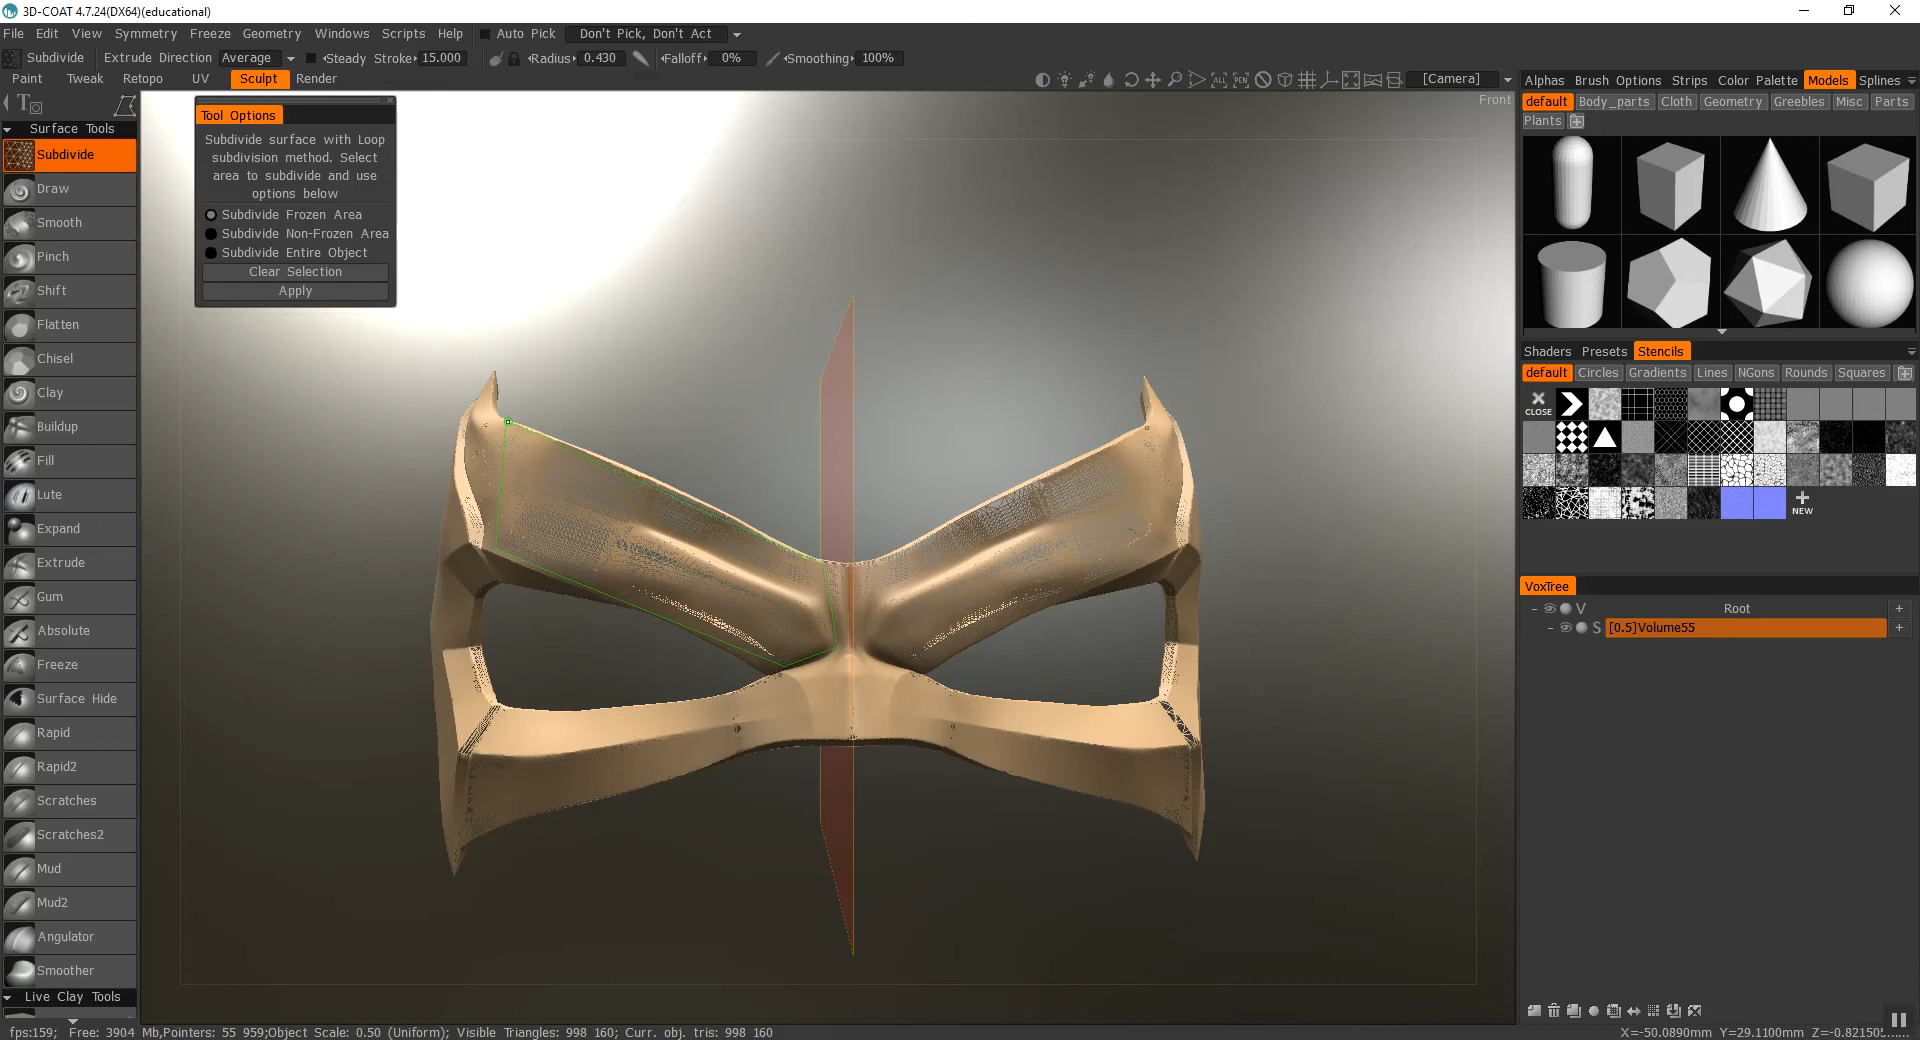 3D-COAT 4.7.24(DX64)(educational)
File Edit View Symmetry Freeze Geometry Windows Scripts Help Auto Pick Don't Pick, Don't Act
Subdivide Extrude Direction Average Steady Stroke 15.000 Radius 0.430 Falloff 0% Smoothing 100%
Paint Tweak Retopo UV Sculpt Render [Camera]
Front
Surface Tools
Subdivide
Draw
Smooth
Pinch
Shift
Flatten
Chisel
Clay
Buildup
Fill
Lute
Expand
Extrude
Gum
Absolute
Freeze
Surface Hide
Rapid
Rapid2
Scratches
Scratches2
Mud
Mud2
Angulator
Smoother
Live Clay Tools
Tool Options
Subdivide surface with Loop
subdivision method. Select
area to subdivide and use
options below
Subdivide Frozen Area
Subdivide Non-Frozen Area
Subdivide Entire Object
Clear Selection
Apply
Alphas Brush Options Strips Color Palette Models Splines
default Body_parts Cloth Geometry Greebles Misc Parts
Plants
Shaders Presets Stencils
default Circles Gradients Lines NGons Rounds Squares
CLOSE
NEW
VoxTree
V Root +
S [0.5]Volume55 +
fps:159; Free: 3904 Mb,Pointers: 55 959;Object Scale: 0.50 (Uniform); Visible Triangles: 998 160; Curr. obj. tris: 998 160
X=-50.0890mm Y=29.1100mm